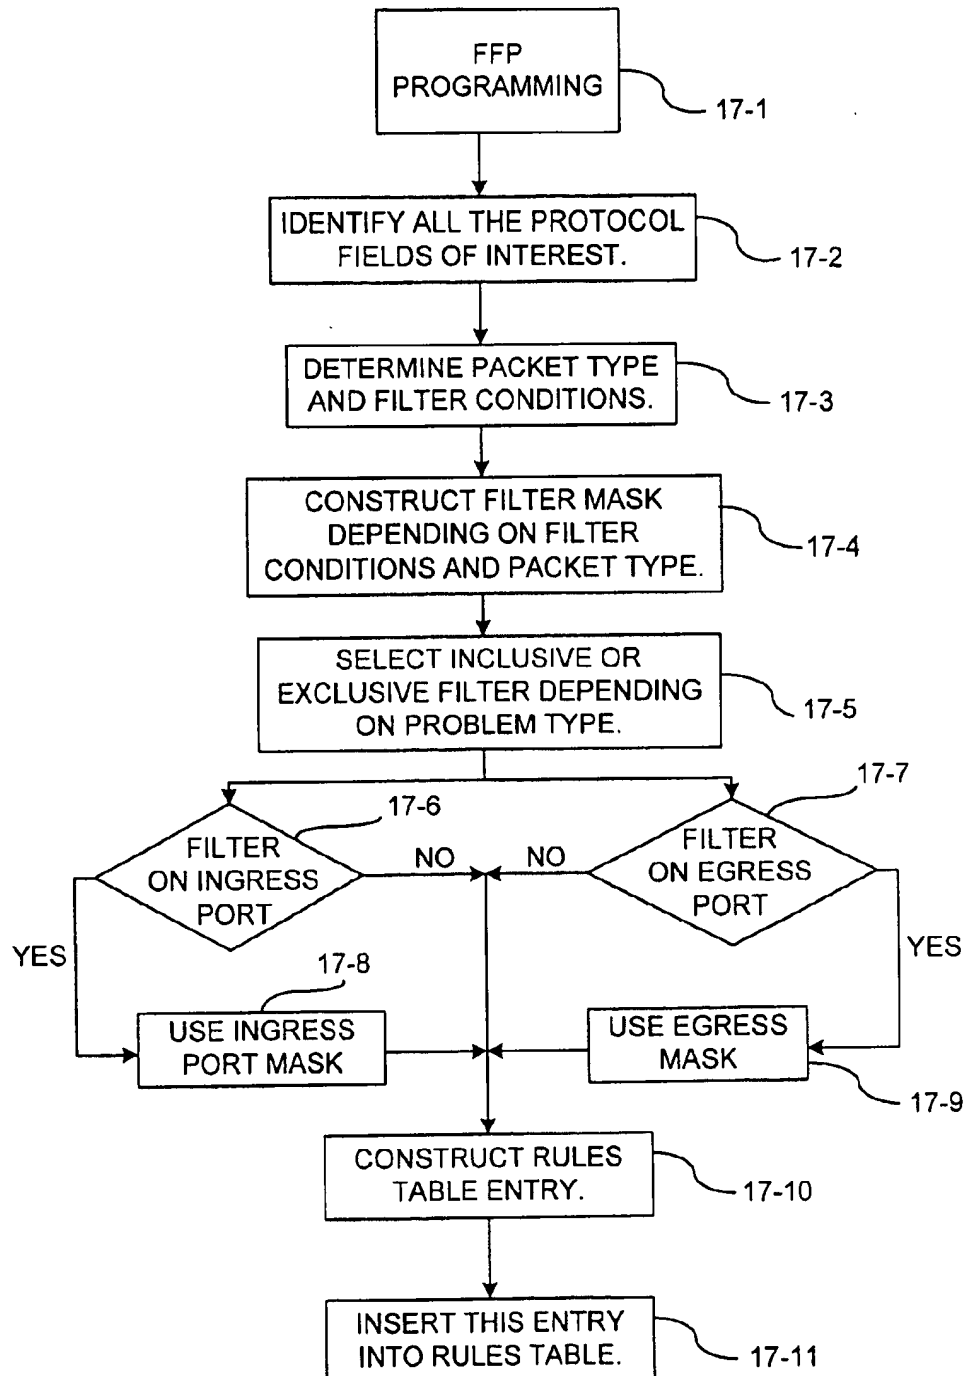 FFP
PROGRAMMING
17-1
IDENTIFY ALL THE PROTOCOL
FIELDS OF INTEREST.
17-2
DETERMINE PACKET TYPE
AND FILTER CONDITIONS.
17-3
CONSTRUCT FILTER MASK
DEPENDING ON FILTER
CONDITIONS AND PACKET TYPE.
17-4
SELECT INCLUSIVE OR
EXCLUSIVE FILTER DEPENDING
ON PROBLEM TYPE.
17-5
17-6
FILTER
ON INGRESS
PORT
NO
YES
17-7
FILTER
ON EGRESS
PORT
NO
YES
17-8
USE INGRESS
PORT MASK
USE EGRESS
MASK
17-9
CONSTRUCT RULES
TABLE ENTRY.
17-10
INSERT THIS ENTRY
INTO RULES TABLE.
17-11